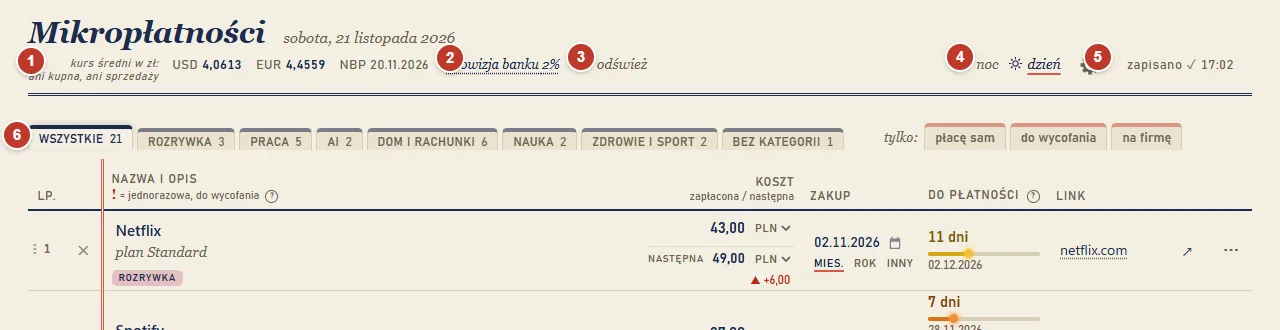 Mikropłatności sobota, 21 listopada 2026
1 kurs średni w zł: USD 4,0613 EUR 4,4559 NBP 20.11.2026 2 prowizja banku 2% 3 odśwież 4 noc dzień 5 zapisano ✓ 17:02
ani kupna, ani sprzedaży
6 WSZYSTKIE 21 ROZRYWKA 3 PRACA 5 AI 2 DOM I RACHUNKI 6 NAUKA 2 ZDROWIE I SPORT 2 BEZ KATEGORII 1 tylko: płacę sam do wycofania na firmę
LP. NAZWA I OPIS KOSZT ZAKUP DO PŁATNOŚCI ? LINK
! = jednorazowa, do wycofania ? zapłacona / następna
1 × Netflix 43,00 PLN 02.11.2026 11 dni netflix.com ↗ ...
plan Standard NASTĘPNA 49,00 PLN MIES. ROK INNY 02.12.2026
ROZRYWKA ▲ +6,00
7 dni
Spotify
28.11.2026